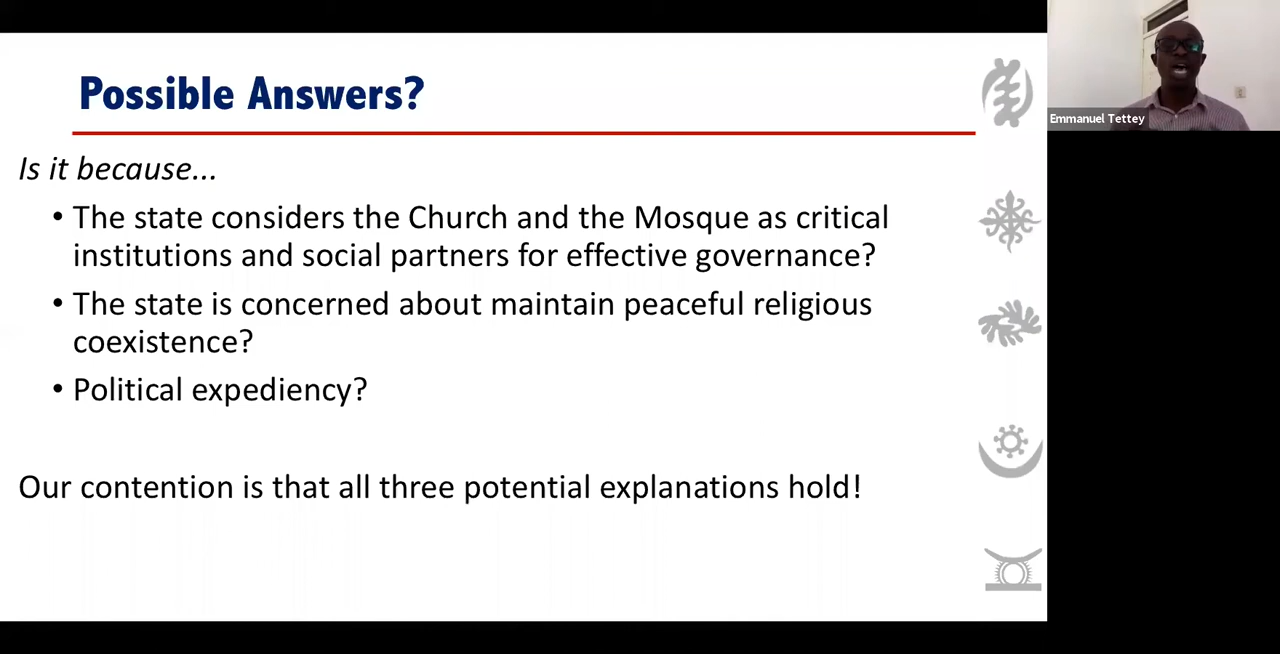 Possible Answers?
Emmanuel Tettey
Is it because...
• The state considers the Church and the Mosque as critical
institutions and social partners for effective governance?
• The state is concerned about maintain peaceful religious
coexistence?
• Political expediency?
Our contention is that all three potential explanations hold!